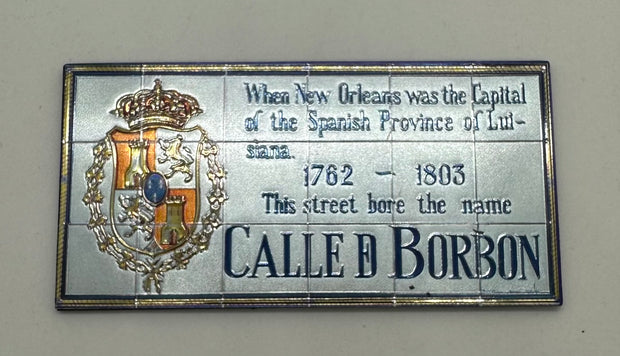 When New Orleans was the Capital
of the Spanish Province of Lui-
siana.
1762 - 1803
This street bore the name
CALLE D BORBON